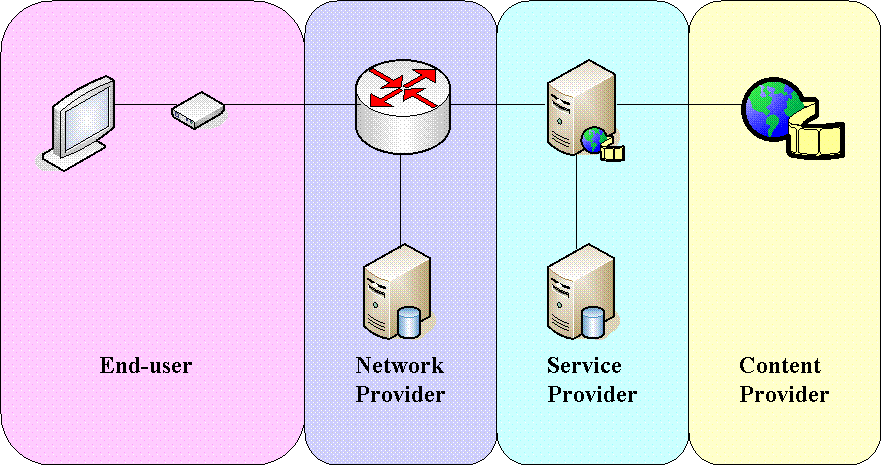 End-user
Network
Provider
Service
Provider
Content
Provider